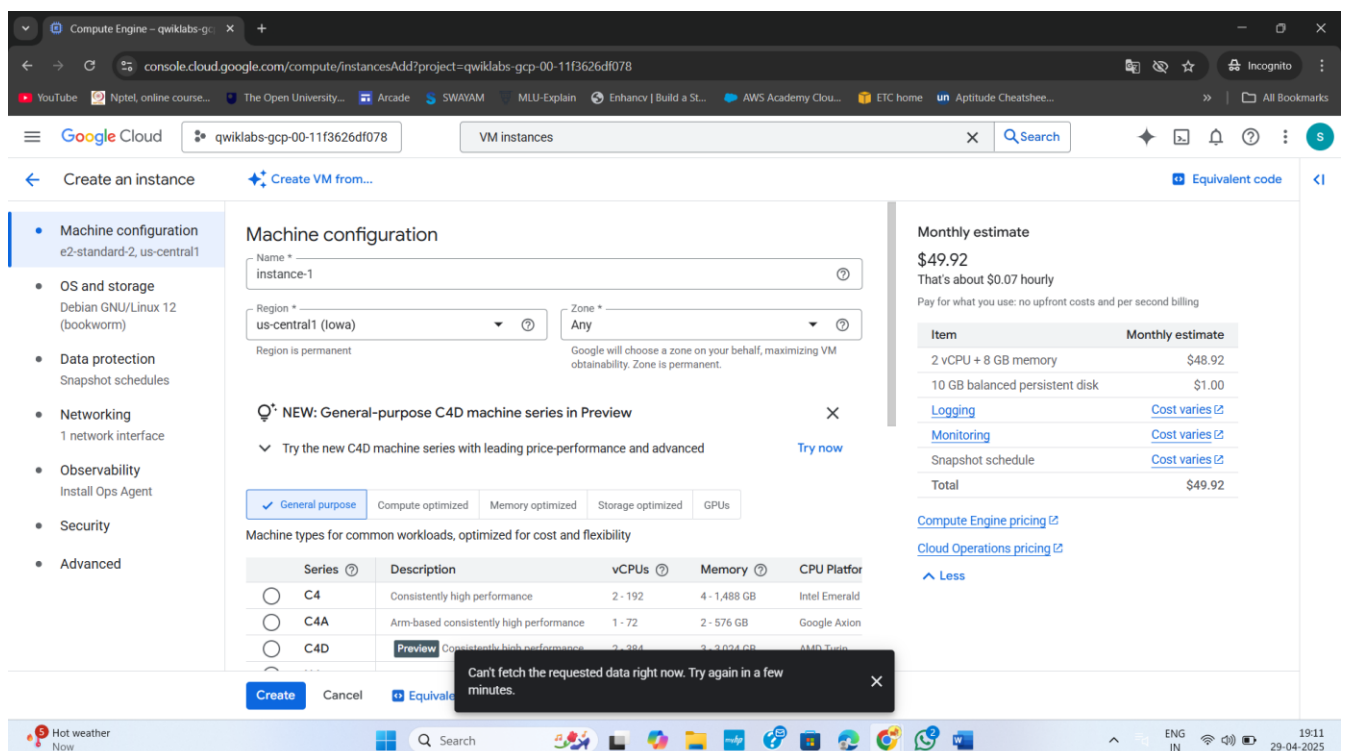 Compute Engine – qwiklabs-gc
console.cloud.google.com/compute/instancesAdd?project=qwiklabs-gcp-00-11f3626df078
Incognito
YouTube
Nptel, online course...
The Open University...
Arcade
SWAYAM
MLU-Explain
Enhancv | Build a St...
AWS Academy Clou...
ETC home
Aptitude Cheatshee...
All Bookmarks
Google Cloud
qwiklabs-gcp-00-11f3626df078
VM instances
Search
S
Create an instance
Create VM from...
Equivalent code
Machine configuration
e2-standard-2, us-central1
OS and storage
Debian GNU/Linux 12
(bookworm)
Data protection
Snapshot schedules
Networking
1 network interface
Observability
Install Ops Agent
Security
Advanced
Machine configuration
Name *
instance-1
Region *
us-central1 (Iowa)
Region is permanent
Zone *
Any
Google will choose a zone on your behalf, maximizing VM
obtainability. Zone is permanent.
NEW: General-purpose C4D machine series in Preview
Try the new C4D machine series with leading price-performance and advanced
Try now
General purpose
Compute optimized
Memory optimized
Storage optimized
GPUs
Machine types for common workloads, optimized for cost and flexibility
Series Description vCPUs Memory CPU Platfor
C4 Consistently high performance 2 - 192 4 - 1,488 GB Intel Emerald
C4A Arm-based consistently high performance 1 - 72 2 - 576 GB Google Axion
C4D Preview Consistently high performance 2 - 384 3 - 3,024 GB AMD Turin
Create
Cancel
Equivale
Can't fetch the requested data right now. Try again in a few
minutes.
Monthly estimate
$49.92
That's about $0.07 hourly
Pay for what you use: no upfront costs and per second billing
Item Monthly estimate
2 vCPU + 8 GB memory $48.92
10 GB balanced persistent disk $1.00
Logging Cost varies
Monitoring Cost varies
Snapshot schedule Cost varies
Total $49.92
Compute Engine pricing
Cloud Operations pricing
Less
5
Hot weather
Now
Search
ENG
IN
19:11
29-04-2025